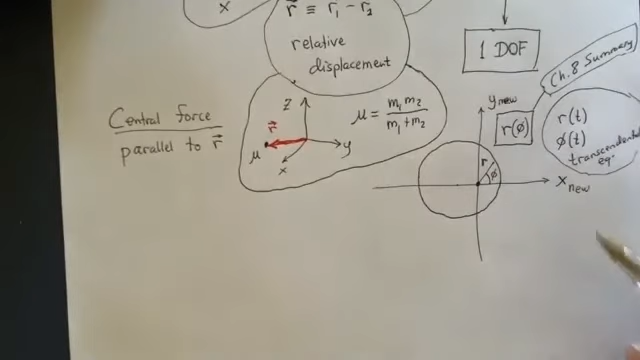 x
r⃗ ≡ r₁ - r₂
relative
displacement
1 DOF
Ch. 8 Summary
Central force
parallel to r⃗
z
r⃗
μ
x
y
μ = m₁m₂ / (m₁+m₂)
y new
r(ϕ)
r
ϕ
x new
r(t)
ϕ(t)
transcendental
eq.